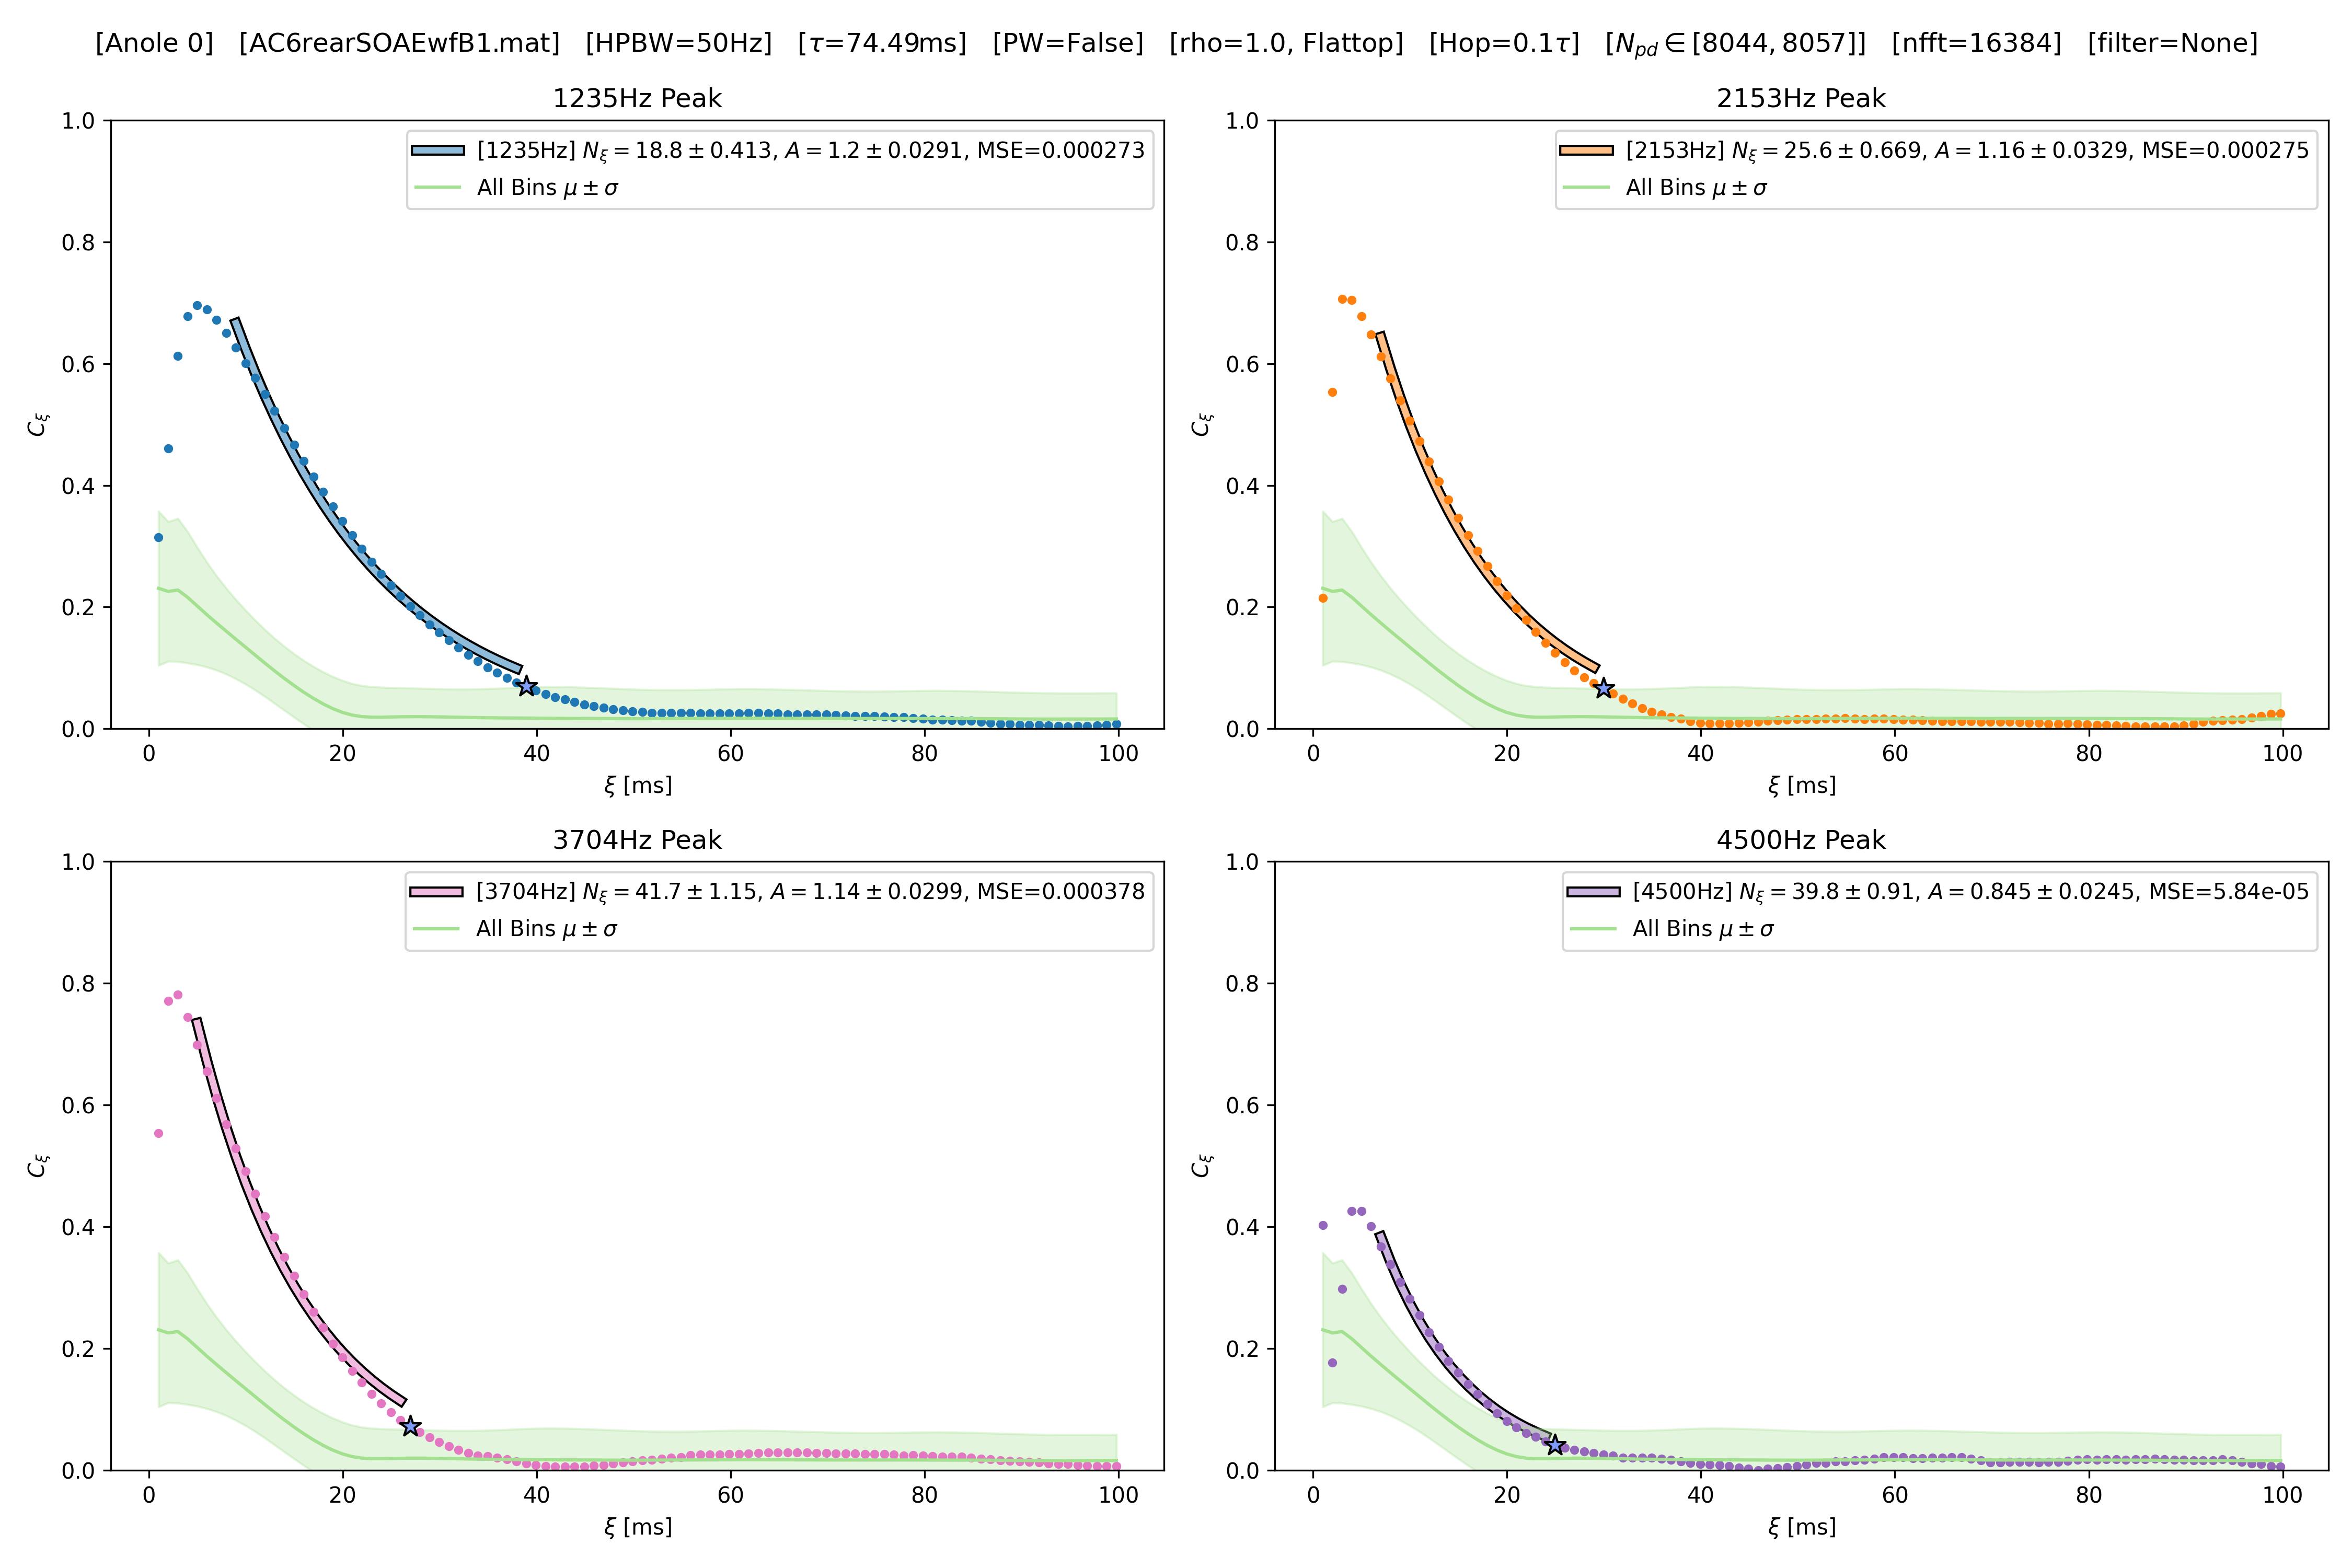 [Anole 0]   [AC6rearSOAEwfB1.mat]   [HPBW=50Hz]   [τ=74.49ms]   [PW=False]   [rho=1.0, Flattop]   [Hop=0.1τ]   [N_pd ∈ [8044, 8057]]   [nfft=16384]   [filter=None]
1235Hz Peak
[1235Hz] N_ξ = 18.8 ± 0.413, A = 1.2 ± 0.0291, MSE=0.000273
All Bins μ ± σ
1.0
0.8
0.6
0.4
0.2
0.0
C_ξ
0 20 40 60 80 100
ξ [ms]
2153Hz Peak
[2153Hz] N_ξ = 25.6 ± 0.669, A = 1.16 ± 0.0329, MSE=0.000275
All Bins μ ± σ
1.0
0.8
0.6
0.4
0.2
0.0
C_ξ
0 20 40 60 80 100
ξ [ms]
3704Hz Peak
[3704Hz] N_ξ = 41.7 ± 1.15, A = 1.14 ± 0.0299, MSE=0.000378
All Bins μ ± σ
1.0
0.8
0.6
0.4
0.2
0.0
C_ξ
0 20 40 60 80 100
ξ [ms]
4500Hz Peak
[4500Hz] N_ξ = 39.8 ± 0.91, A = 0.845 ± 0.0245, MSE=5.84e-05
All Bins μ ± σ
1.0
0.8
0.6
0.4
0.2
0.0
C_ξ
0 20 40 60 80 100
ξ [ms]